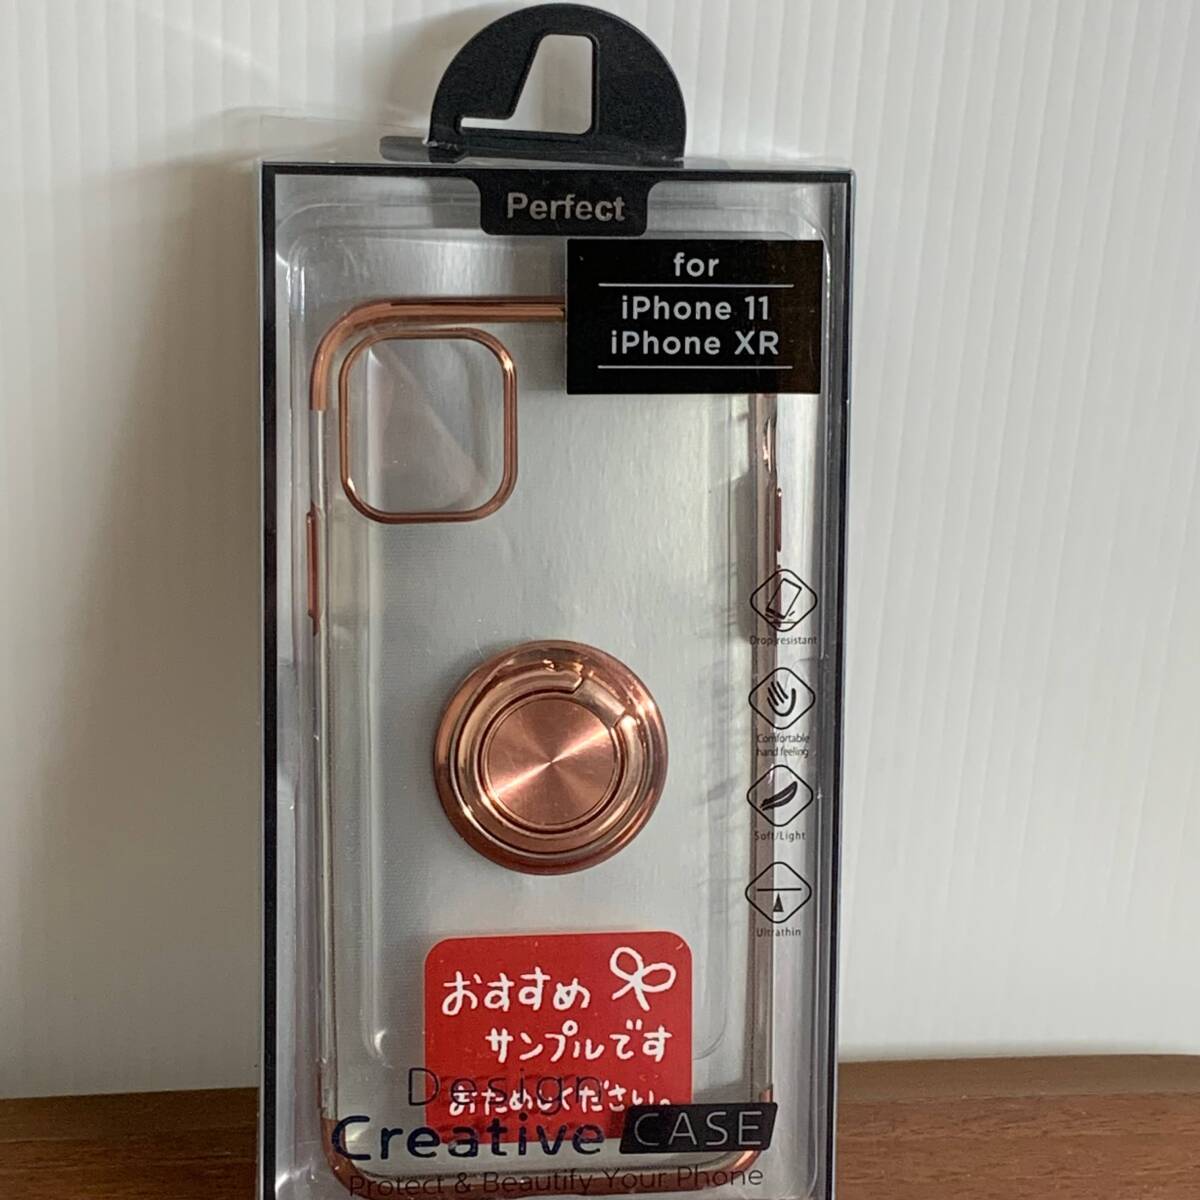 Perfect
for
iPhone 11
iPhone XR
Drop resistant
Comfortable
hand feeling
Soft/Light
Ultrathin
おすすめ
サンプルです
おためしください。
Design
Creative CASE
Protect & Beautify Your Phone